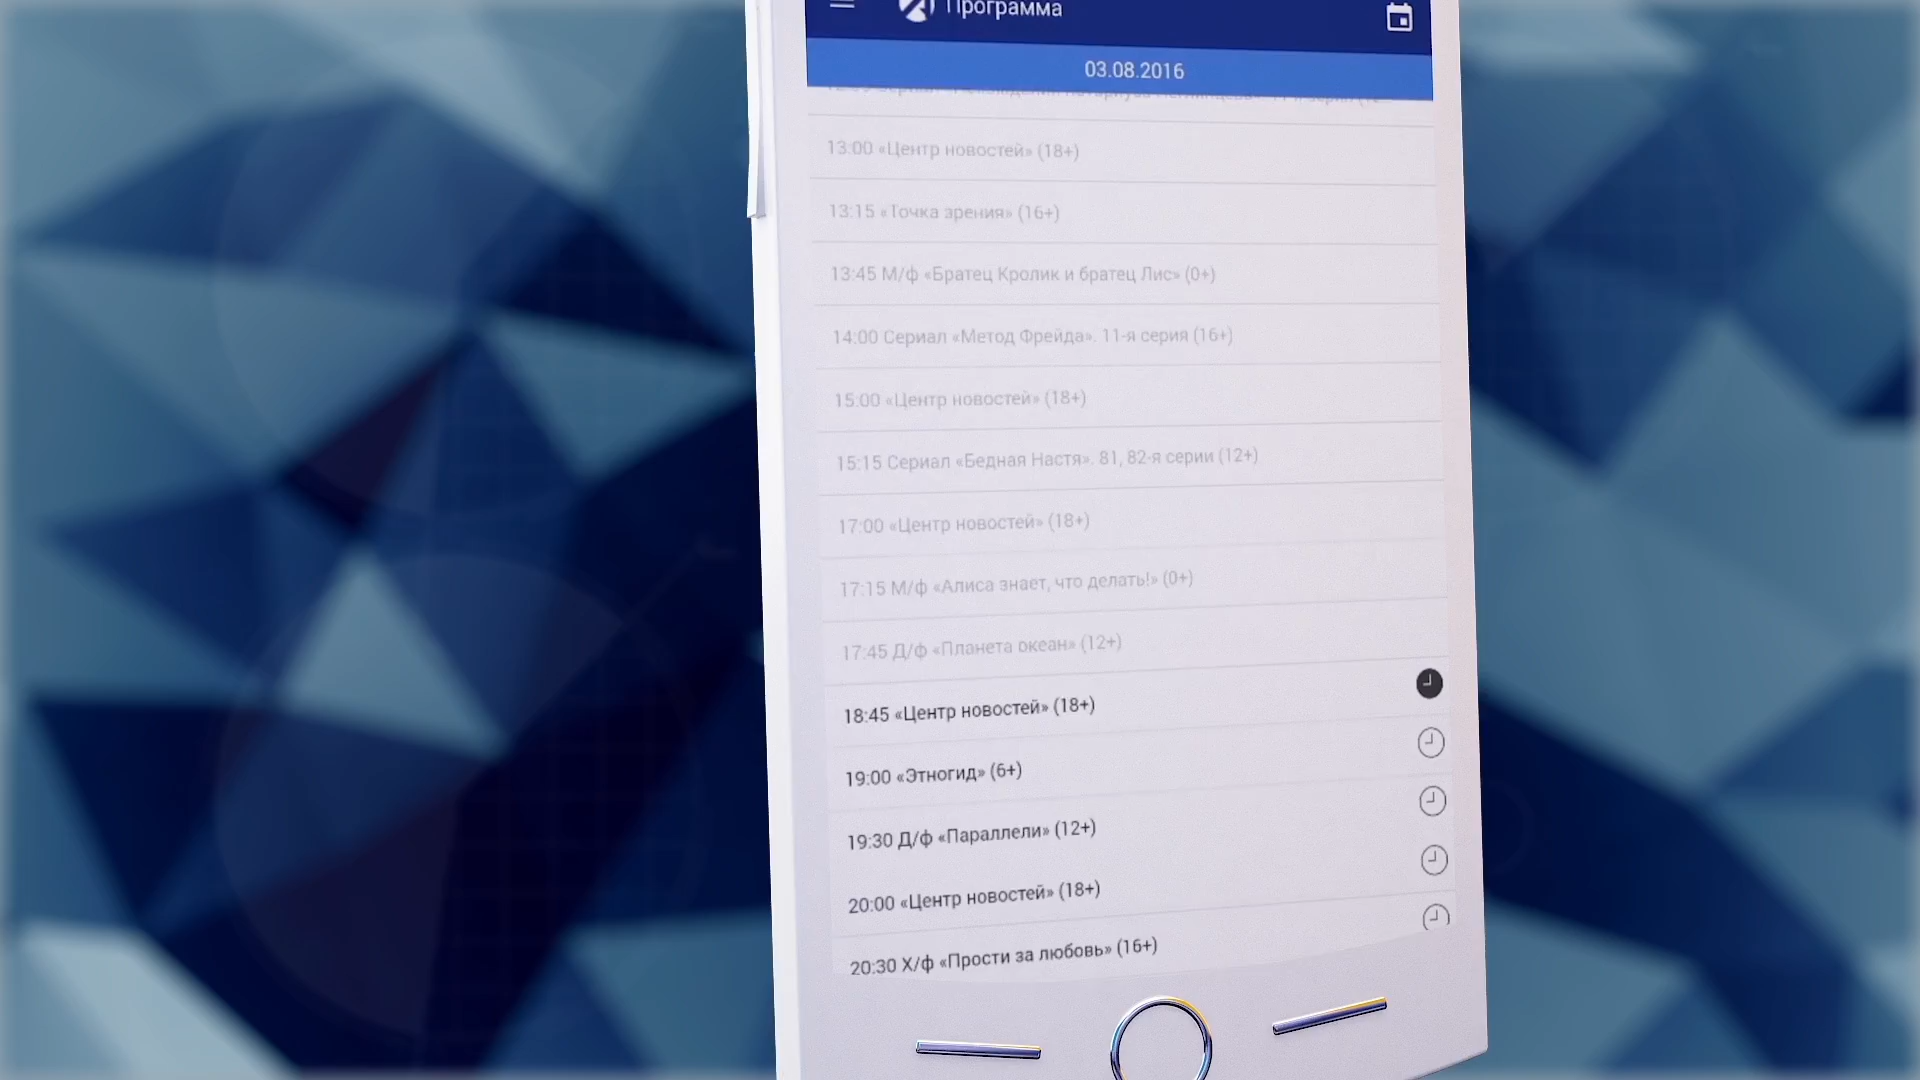 Программа
03.08.2016
13:00 «Центр новостей» (18+)
13:15 «Точка зрения» (16+)
13:45 М/ф «Братец Кролик и братец Лис» (0+)
14:00 Сериал «Метод Фрейда». 11-я серия (16+)
15:00 «Центр новостей» (18+)
15:15 Сериал «Бедная Настя». 81, 82-я серии (12+)
17:00 «Центр новостей» (18+)
17:15 М/ф «Алиса знает, что делать!» (0+)
17:45 Д/ф «Планета океан» (12+)
18:45 «Центр новостей» (18+)
19:00 «Этногид» (6+)
19:30 Д/ф «Параллели» (12+)
20:00 «Центр новостей» (18+)
20:30 Х/ф «Прости за любовь» (16+)